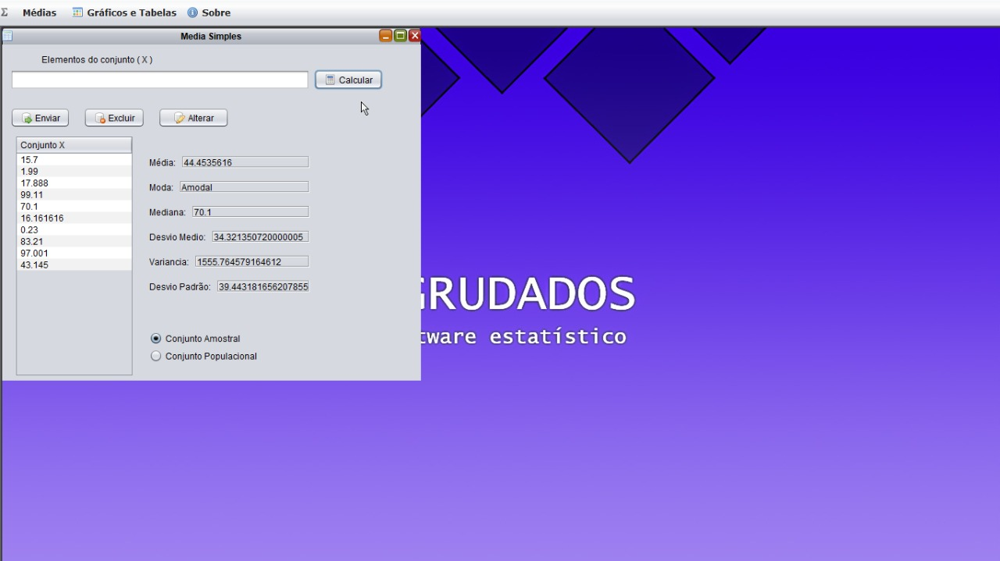 Σ Médias Gráficos e Tabelas Sobre
Media Simples
Elementos do conjunto ( X )
Calcular
Enviar Excluir Alterar
Conjunto X
15.7
1.99
17.888
99.11
70.1
16.161616
0.23
83.21
97.001
43.145
Média: 44.4535616
Moda: Amodal
Mediana: 70.1
Desvio Medio: 34.321350720000005
Variancia: 1555.764579164612
Desvio Padrão: 39.443181656207855
Conjunto Amostral
Conjunto Populacional
GRUDADOS
tware estatístico